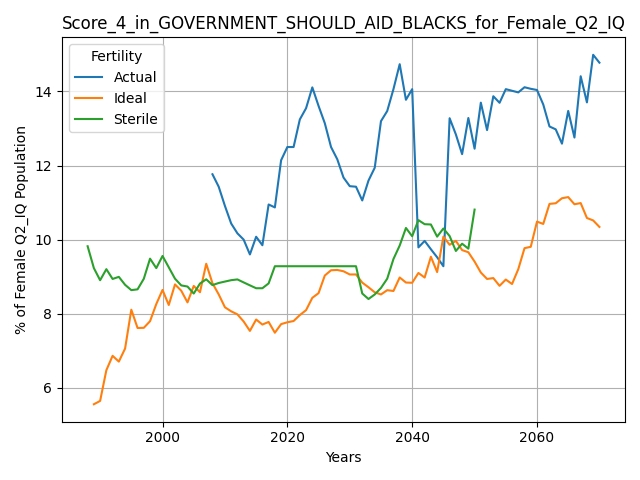 Score_4_in_GOVERNMENT_SHOULD_AID_BLACKS_for_Female_Q2_IQ
Fertility
Actual
Ideal
Sterile
% of Female Q2_IQ Population
14
12
10
8
6
2000
2020
2040
2060
Years